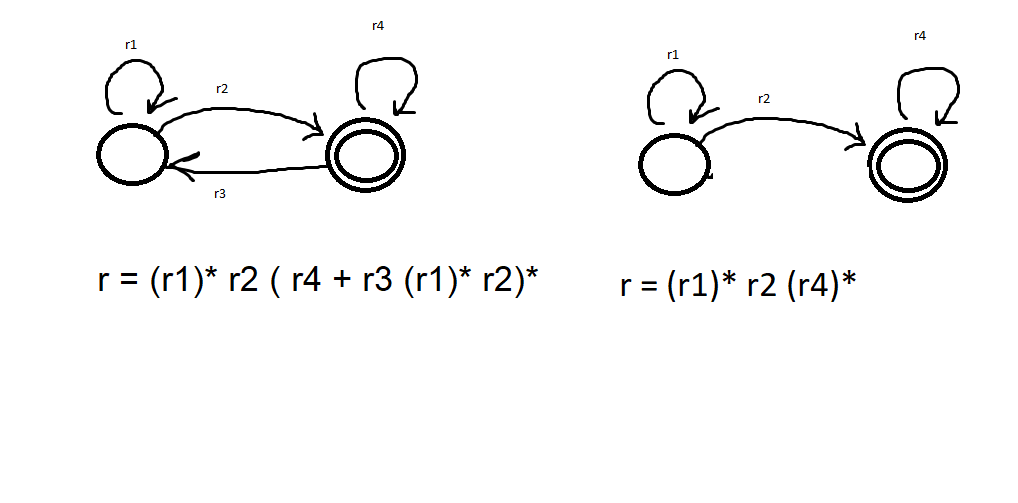 r1
r2
r4
r3
r = (r1)* r2 ( r4 + r3 (r1)* r2)*
r1
r2
r4
r = (r1)* r2 (r4)*